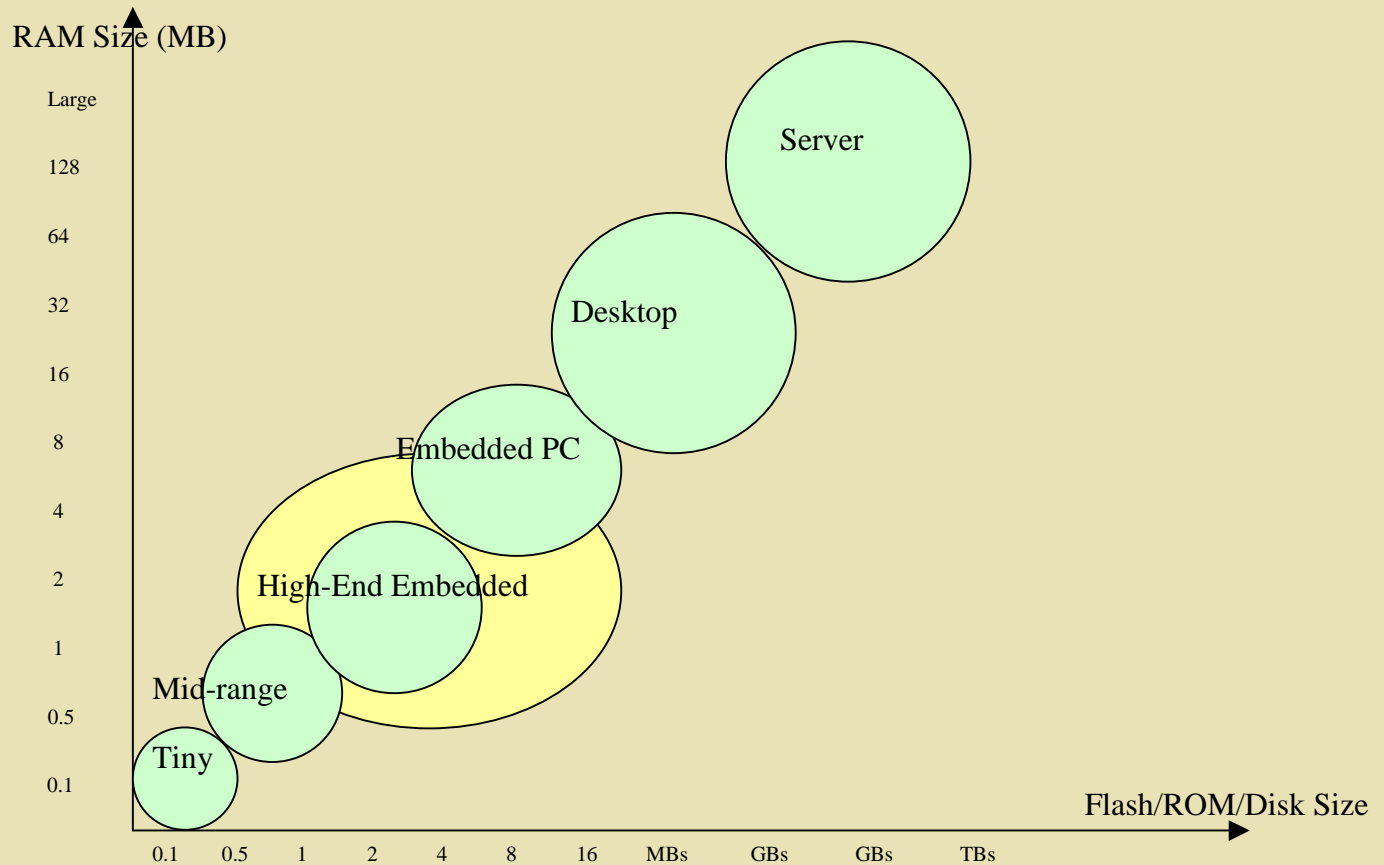 RAM Size (MB)
Large
Server
128
64
32
Desktop
16
8
Embedded PC
4
2
High-End Embedded
1
Mid-range
0.5
Tiny
0.1
Flash/ROM/Disk Size
0.1 0.5 1 2 4 8 16 MBs GBs GBs TBs